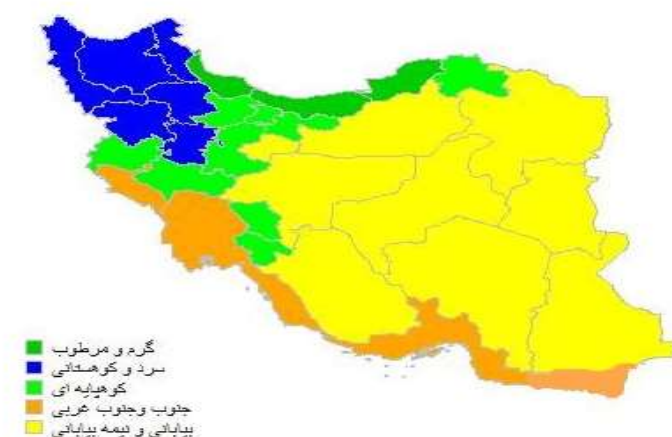 گرم و مرطوب
سرد و کوهستانی
کوهپایه ای
جنوب وجنوب غربی
بیابانی و نیمه بیابانی